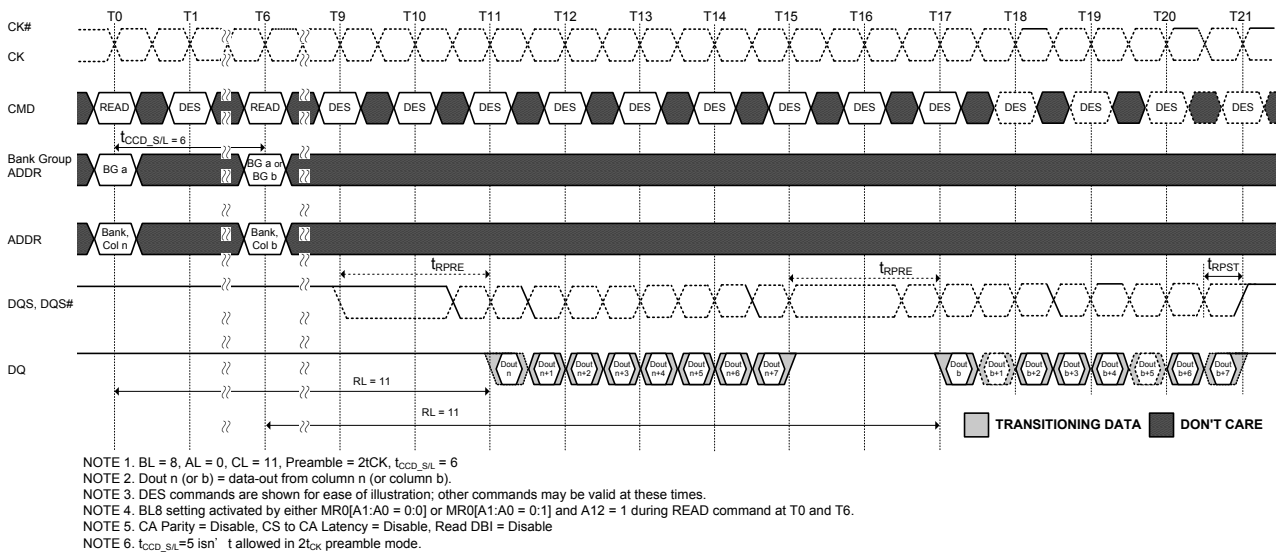 T0 T1 T6 T9 T10 T11 T12 T13 T14 T15 T16 T17 T18 T19 T20 T21
CK#
CK
CMD
READ DES READ DES DES DES DES DES DES DES DES DES DES DES DES DES
tCCD_S/L = 6
Bank Group
ADDR
BG a
BG a or
BG b
ADDR
Bank,
Col n
Bank,
Col b
tRPRE
tRPRE
tRPST
DQS, DQS#
DQ
Dout
n
Dout
n+1
Dout
n+2
Dout
n+3
Dout
n+4
Dout
n+5
Dout
n+6
Dout
n+7
Dout
b
Dout
b+1
Dout
b+2
Dout
b+3
Dout
b+4
Dout
b+5
Dout
b+6
Dout
b+7
RL = 11
RL = 11
TRANSITIONING DATA
DON'T CARE
NOTE 1. BL = 8, AL = 0, CL = 11, Preamble = 2tCK, tCCD_S/L = 6
NOTE 2. Dout n (or b) = data-out from column n (or column b).
NOTE 3. DES commands are shown for ease of illustration; other commands may be valid at these times.
NOTE 4. BL8 setting activated by either MR0[A1:A0 = 0:0] or MR0[A1:A0 = 0:1] and A12 = 1 during READ command at T0 and T6.
NOTE 5. CA Parity = Disable, CS to CA Latency = Disable, Read DBI = Disable
NOTE 6. tCCD_S/L=5 isn' t allowed in 2tCK preamble mode.